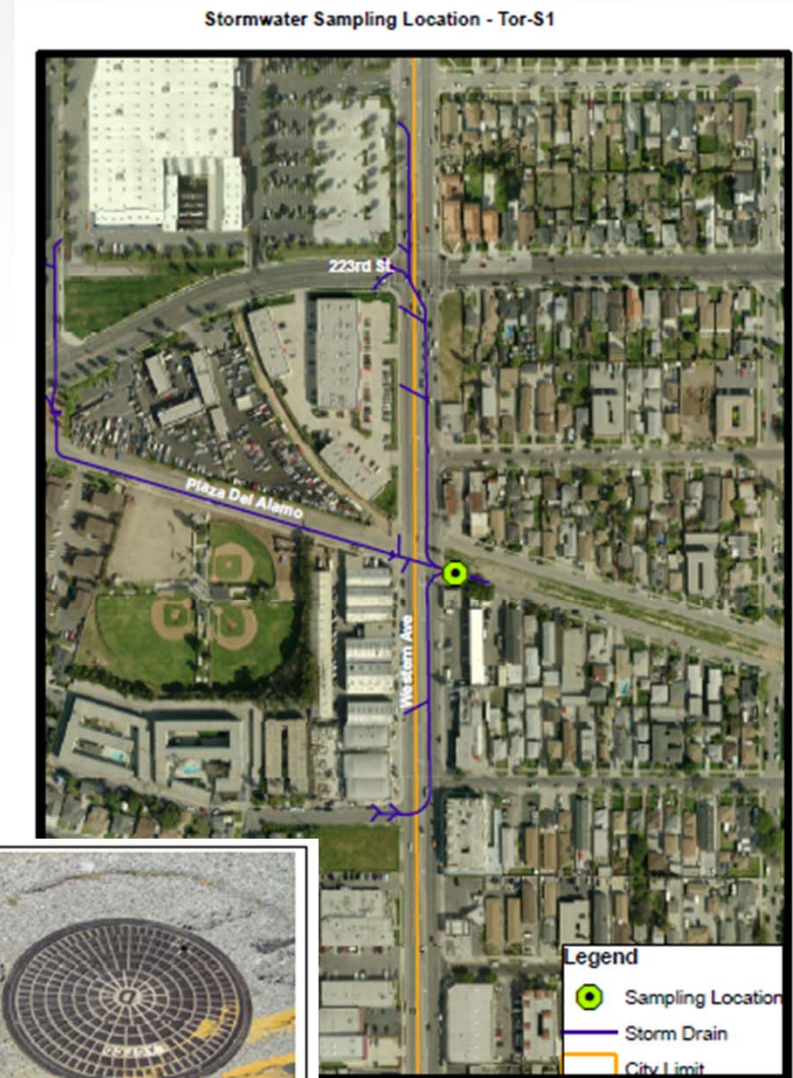 Stormwater Sampling Location - Tor-S1
223rd St
Plaza Del Alamo
Western Ave
Legend
Sampling Location
Storm Drain
City Limit
D